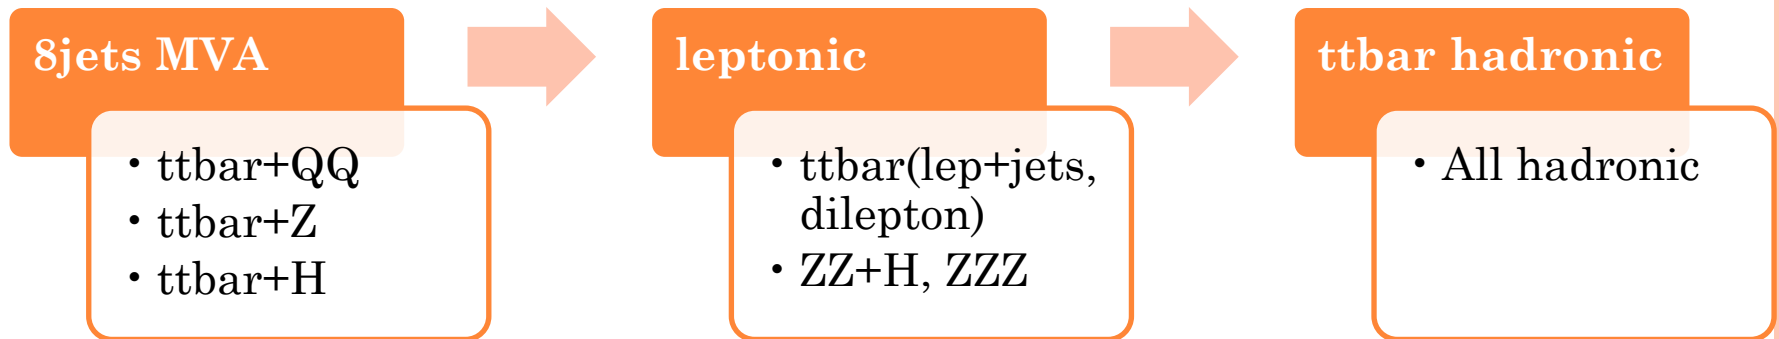 8jets MVA
• ttbar+QQ
• ttbar+Z
• ttbar+H
leptonic
• ttbar(lep+jets,
dilepton)
• ZZ+H, ZZZ
ttbar hadronic
• All hadronic